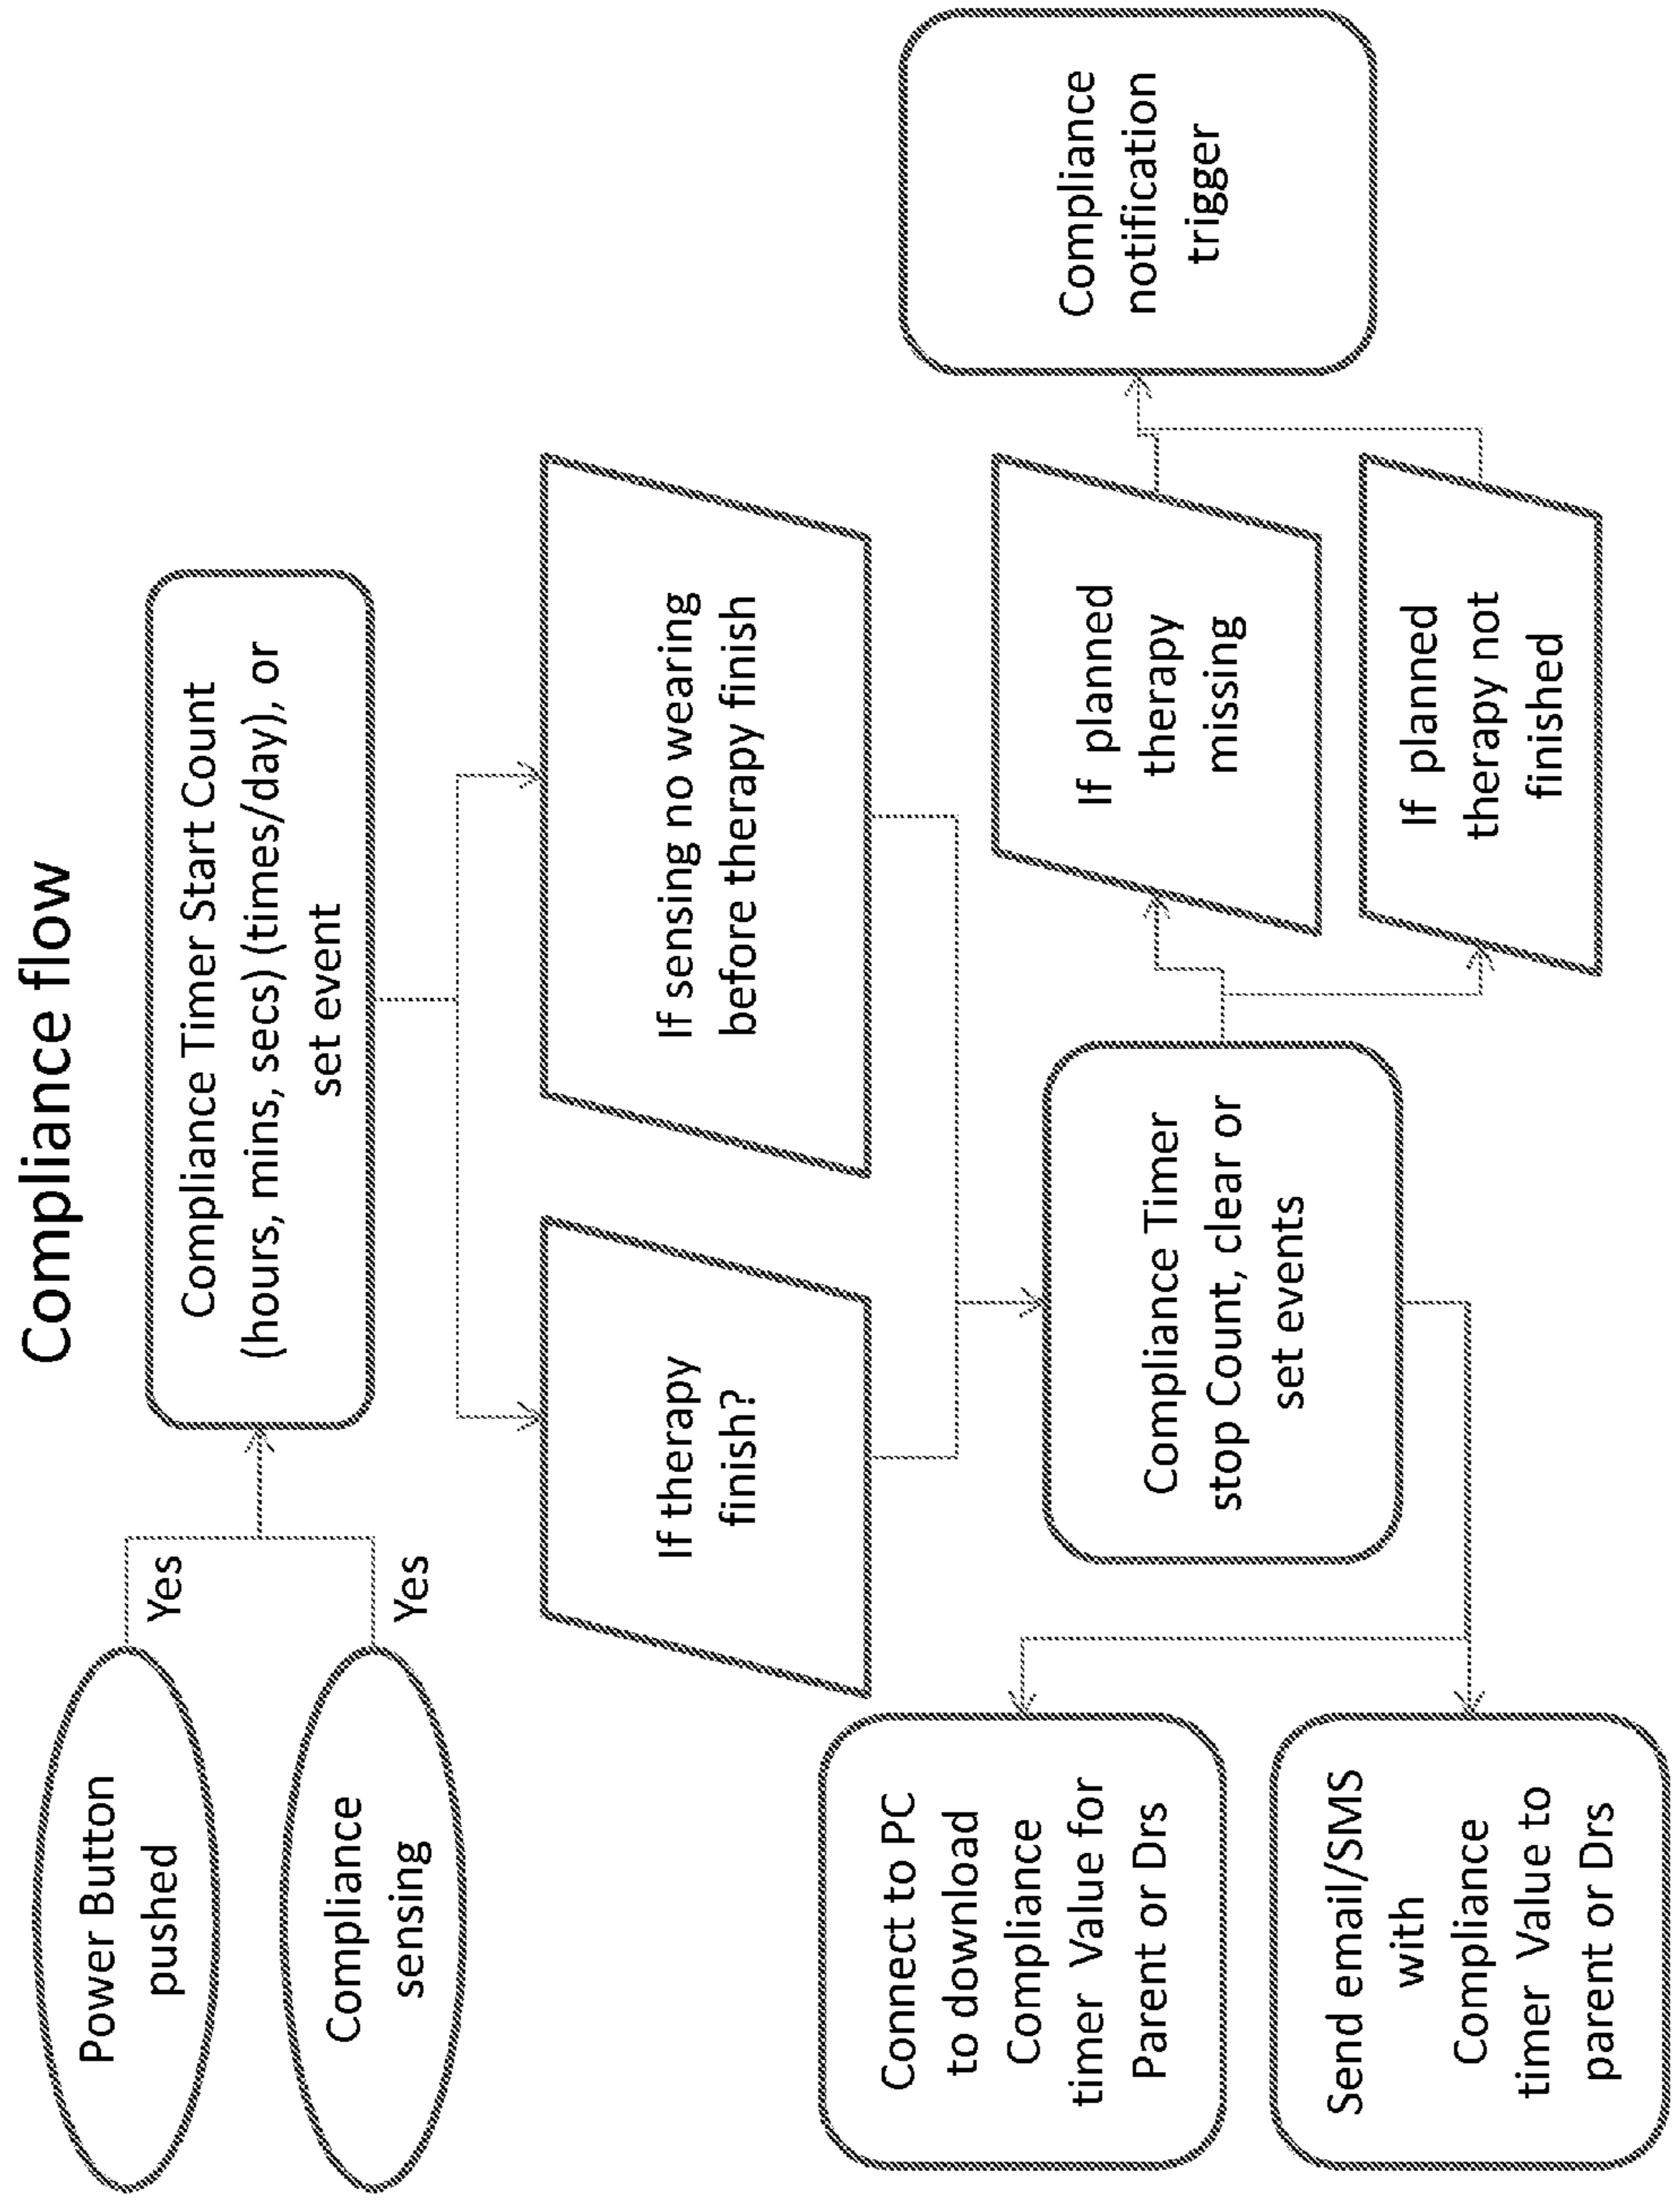 Compliance flow
Power Button
pushed
Yes
Compliance
sensing
Yes
Compliance Timer Start Count
(hours, mins, secs) (times/day), or
set event
If therapy
finish?
If sensing no wearing
before therapy finish
Connect to PC
to download
Compliance
timer Value for
Parent or Drs
Send email/SMS
with
Compliance
timer Value to
parent or Drs
Compliance Timer
stop Count, clear or
set events
If planned
therapy
missing
If planned
therapy not
finished
Compliance
notification
trigger